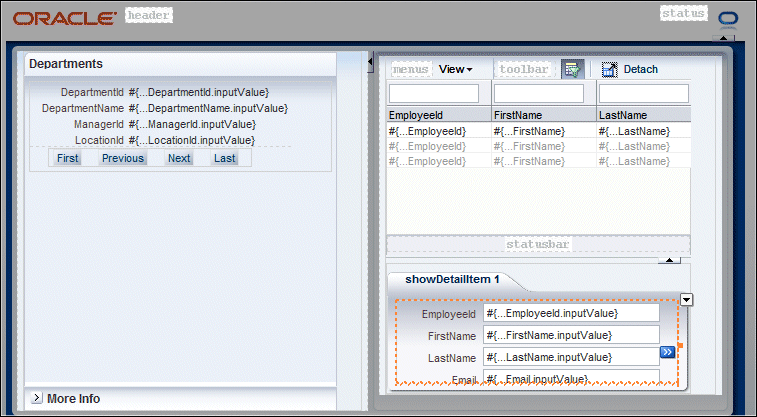 ORACLE header status
Departments
DepartmentId #{...DepartmentId.inputValue}
DepartmentName #{...DepartmentName.inputValue}
ManagerId #{...ManagerId.inputValue}
LocationId #{...LocationId.inputValue}
First Previous Next Last
More Info
menus View toolbar Detach
EmployeeId FirstName LastName
#{...EmployeeId} #{...FirstName} #{...LastName}
#{...EmployeeId} #{...FirstName} #{...LastName}
#{...EmployeeId} #{...FirstName} #{...LastName}
statusbar
showDetailItem 1
EmployeeId #{...EmployeeId.inputValue}
FirstName #{...FirstName.inputValue}
LastName #{...LastName.inputValue}
Email #{...Email.inputValue}